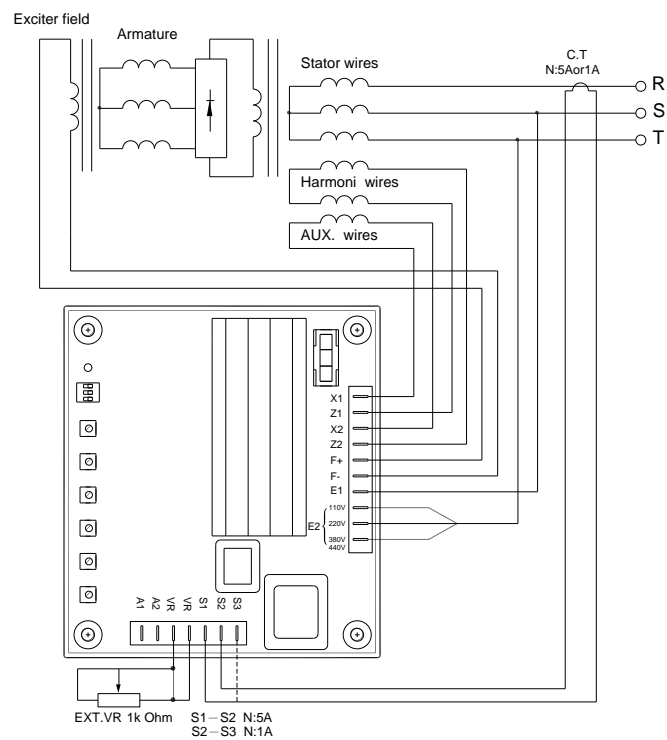 Exciter field
Armature
Stator wires
C.T
N:5Aor1A
R
S
T
Harmoni wires
AUX. wires
X1
Z1
X2
Z2
F+
F-
E1
110V
E2
220V
380V
440V
A1
A2
VR
VR
S1
S2
S3
EXT.VR 1k Ohm
S1－S2 N:5A
S2－S3 N:1A